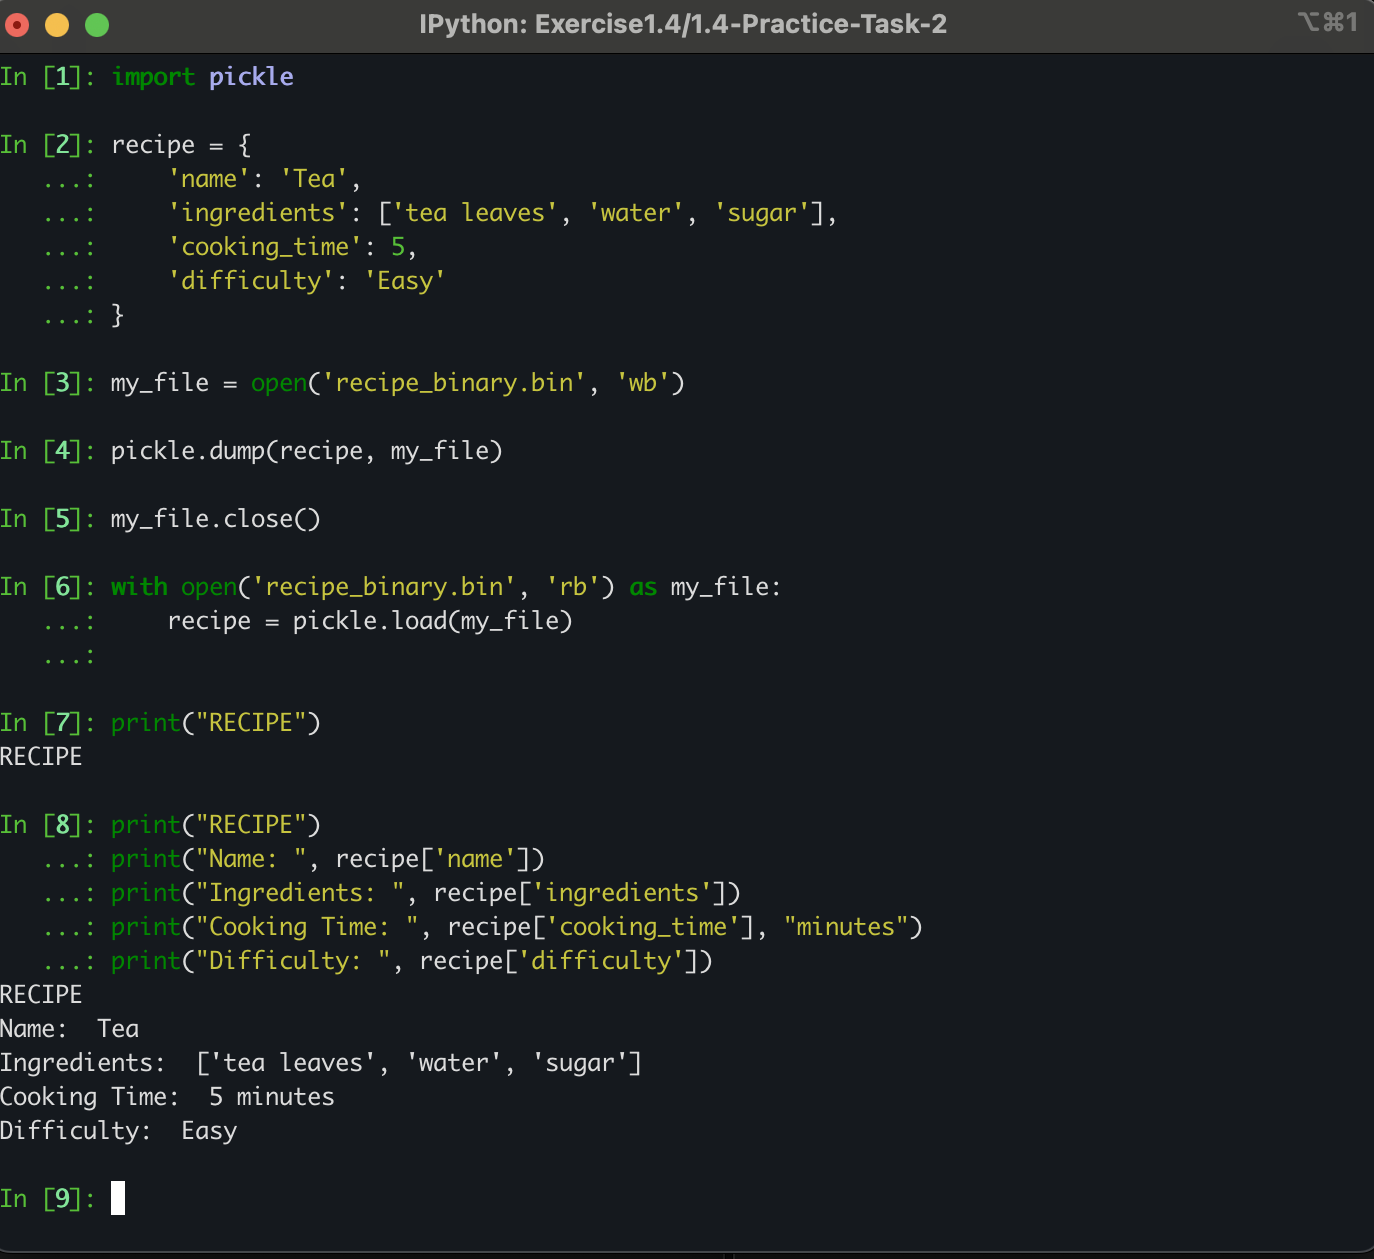 IPython: Exercise1.4/1.4-Practice-Task-2 ⌥⌘1
In [1]: import pickle
In [2]: recipe = {
   ...:     'name': 'Tea',
   ...:     'ingredients': ['tea leaves', 'water', 'sugar'],
   ...:     'cooking_time': 5,
   ...:     'difficulty': 'Easy'
   ...: }
In [3]: my_file = open('recipe_binary.bin', 'wb')
In [4]: pickle.dump(recipe, my_file)
In [5]: my_file.close()
In [6]: with open('recipe_binary.bin', 'rb') as my_file:
   ...:     recipe = pickle.load(my_file)
   ...:
In [7]: print("RECIPE")
RECIPE
In [8]: print("RECIPE")
   ...: print("Name: ", recipe['name'])
   ...: print("Ingredients: ", recipe['ingredients'])
   ...: print("Cooking Time: ", recipe['cooking_time'], "minutes")
   ...: print("Difficulty: ", recipe['difficulty'])
RECIPE
Name:  Tea
Ingredients:  ['tea leaves', 'water', 'sugar']
Cooking Time:  5 minutes
Difficulty:  Easy
In [9]: